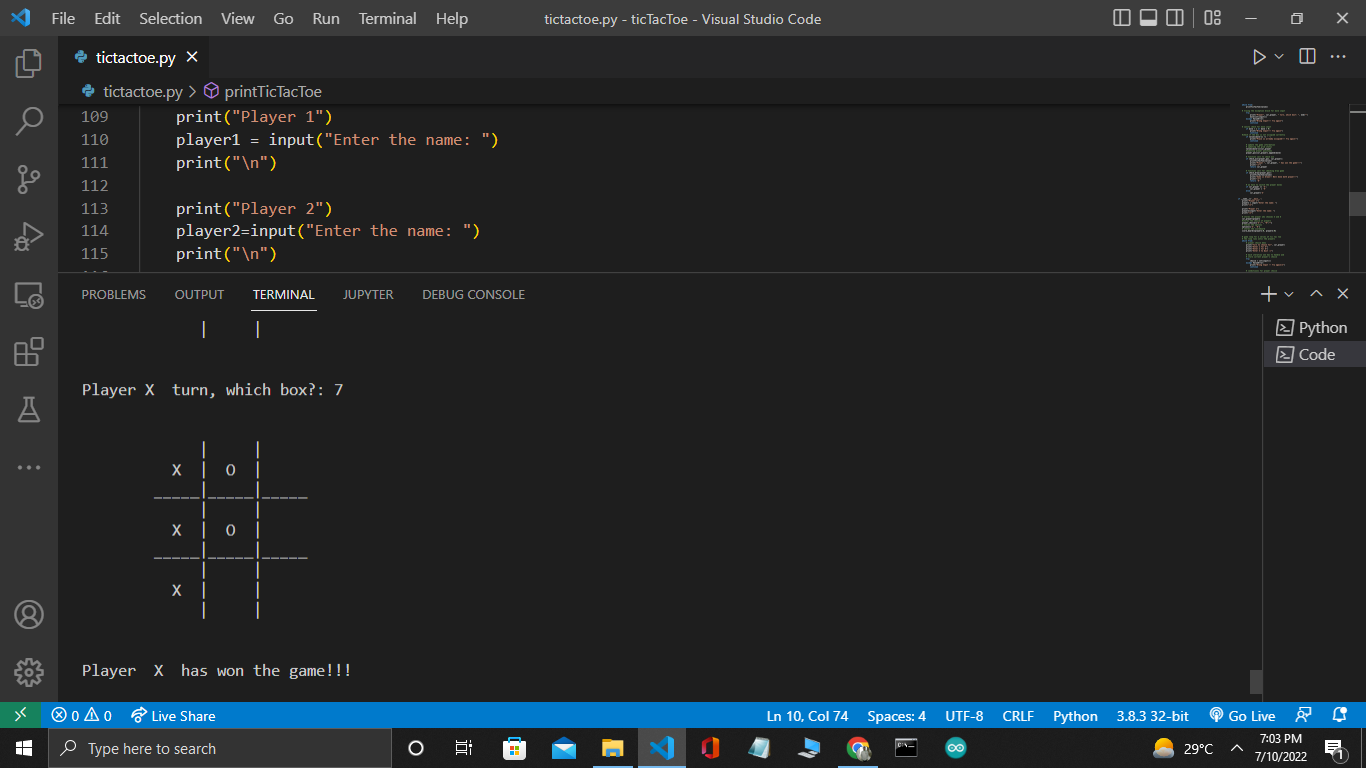 File Edit Selection View Go Run Terminal Help tictactoe.py - ticTacToe - Visual Studio Code
tictactoe.py
tictactoe.py > printTicTacToe
109 print("Player 1")
110 player1 = input("Enter the name: ")
111 print("\n")
112
113 print("Player 2")
114 player2=input("Enter the name: ")
115 print("\n")
PROBLEMS OUTPUT TERMINAL JUPYTER DEBUG CONSOLE
Python
Code
| |
Player X  turn, which box?: 7
| |
X | O |
_____|_____|_____
| |
X | O |
_____|_____|_____
| |
X | |
| |
Player  X  has won the game!!!
0 0 Live Share Ln 10, Col 74 Spaces: 4 UTF-8 CRLF Python 3.8.3 32-bit Go Live
Type here to search
29°C
7:03 PM
7/10/2022
1